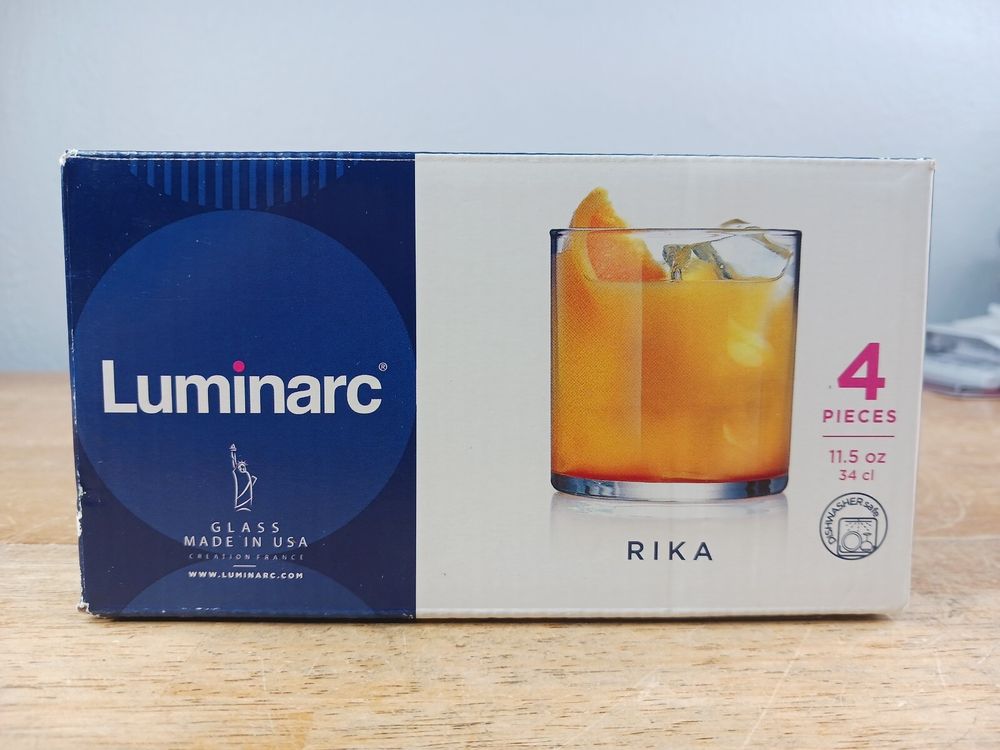 Luminarc®
GLASS
MADE IN USA
CREATION FRANCE
WWW.LUMINARC.COM
RIKA
4
PIECES
11.5 oz
34 cl
DISHWASHER safe